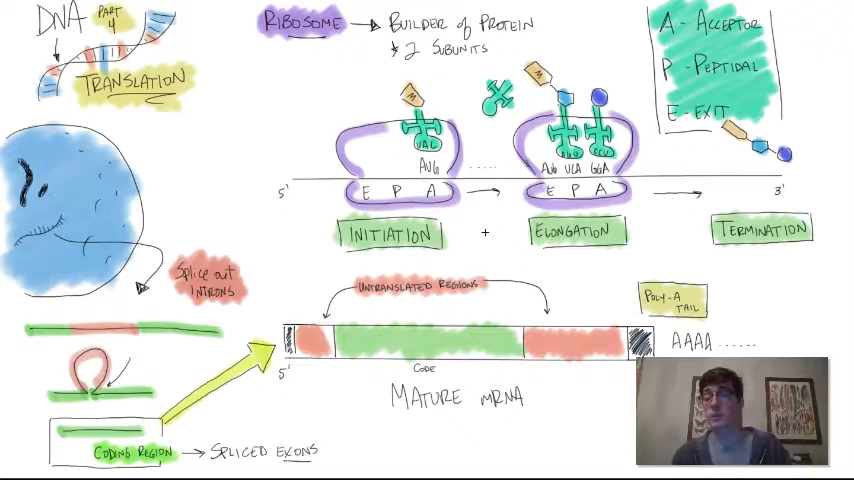 DNA PART 4
TRANSLATION
RIBOSOME → BUILDER OF PROTEIN
* 2 SUBUNITS
A - ACCEPTOR
P - PEPTIDAL
E - EXIT
M
UAC
AUG
E P A
.....
M
AGU CCU
AUG UCA GGA
E P A
5'
3'
INITIATION
+
ELONGATION
TERMINATION
Splice out
INTRONS
UNTRANSLATED REGIONS
POLY-A
TAIL
AAAA ......
5'
CODE
MATURE mRNA
CODING REGION → SPLICED EXONS